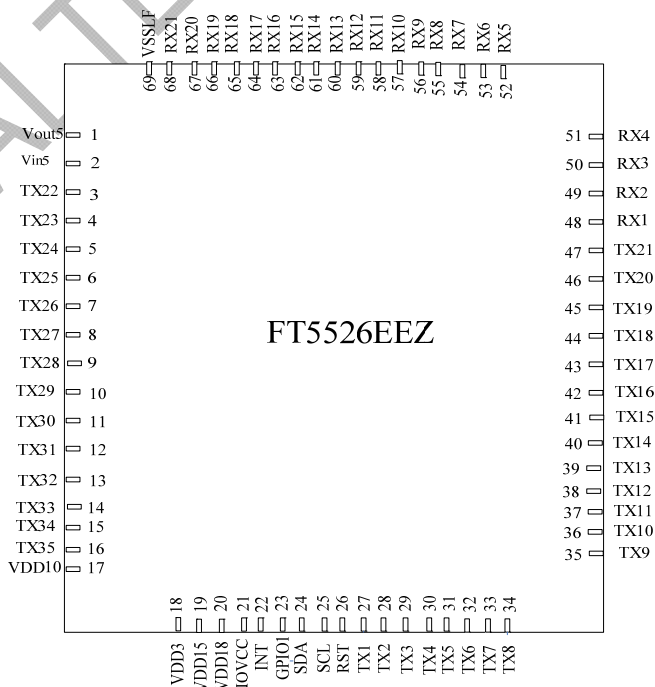 VSSLF RX21 RX20 RX19 RX18 RX17 RX16 RX15 RX14 RX13 RX12 RX11 RX10 RX9 RX8 RX7 RX6 RX5
69 68 67 66 65 64 63 62 61 60 59 58 57 56 55 54 53 52
Vout5 1
Vin5 2
TX22 3
TX23 4
TX24 5
TX25 6
TX26 7
TX27 8
TX28 9
TX29 10
TX30 11
TX31 12
TX32 13
TX33 14
TX34 15
TX35 16
VDD10 17
FT5526EEZ
51 RX4
50 RX3
49 RX2
48 RX1
47 TX21
46 TX20
45 TX19
44 TX18
43 TX17
42 TX16
41 TX15
40 TX14
39 TX13
38 TX12
37 TX11
36 TX10
35 TX9
18 19 20 21 22 23 24 25 26 27 28 29 30 31 32 33 34
VDD3 VDD15 VDD18 IOVCC INT GPIO1 SDA SCL RST TX1 TX2 TX3 TX4 TX5 TX6 TX7 TX8